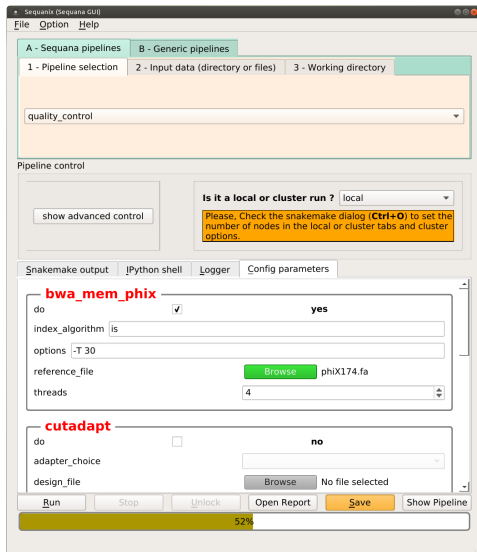 Sequanix (Sequana GUI)
File Option Help
A - Sequana pipelines B - Generic pipelines
1 - Pipeline selection 2 - Input data (directory or files) 3 - Working directory
quality_control
Pipeline control
show advanced control
Is it a local or cluster run ? local
Please, Check the snakemake dialog (Ctrl+O) to set the
number of nodes in the local or cluster tabs and cluster
options.
Snakemake output IPython shell Logger Config parameters
bwa_mem_phix
do yes
index_algorithm is
options -T 30
reference_file Browse phiX174.fa
threads 4
cutadapt
do no
adapter_choice
design_file Browse No file selected
Run Stop Unlock Open Report Save Show Pipeline
52%